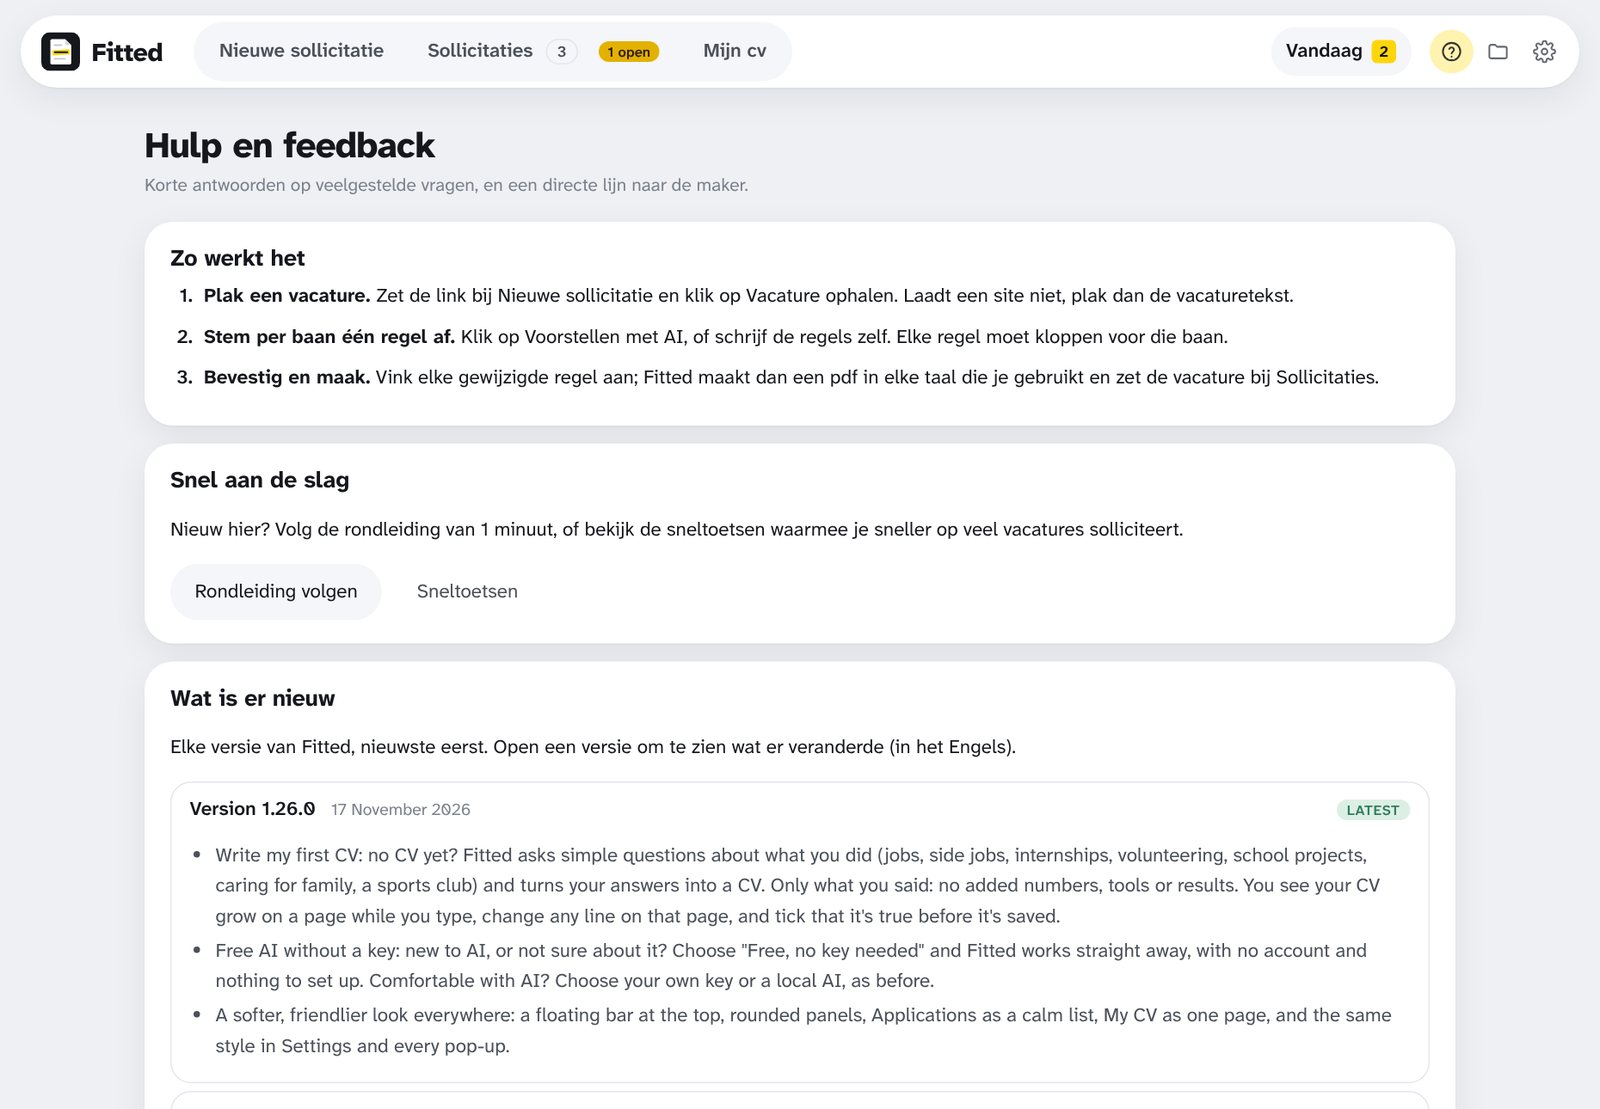 Fitted
Nieuwe sollicitatie
Sollicitaties 3 1 open
Mijn cv
Vandaag 2
Hulp en feedback
Korte antwoorden op veelgestelde vragen, en een directe lijn naar de maker.
Zo werkt het
1. Plak een vacature. Zet de link bij Nieuwe sollicitatie en klik op Vacature ophalen. Laadt een site niet, plak dan de vacaturetekst.
2. Stem per baan één regel af. Klik op Voorstellen met AI, of schrijf de regels zelf. Elke regel moet kloppen voor die baan.
3. Bevestig en maak. Vink elke gewijzigde regel aan; Fitted maakt dan een pdf in elke taal die je gebruikt en zet de vacature bij Sollicitaties.
Snel aan de slag
Nieuw hier? Volg de rondleiding van 1 minuut, of bekijk de sneltoetsen waarmee je sneller op veel vacatures solliciteert.
Rondleiding volgen
Sneltoetsen
Wat is er nieuw
Elke versie van Fitted, nieuwste eerst. Open een versie om te zien wat er veranderde (in het Engels).
Version 1.26.0 17 November 2026 LATEST
• Write my first CV: no CV yet? Fitted asks simple questions about what you did (jobs, side jobs, internships, volunteering, school projects,
caring for family, a sports club) and turns your answers into a CV. Only what you said: no added numbers, tools or results. You see your CV
grow on a page while you type, change any line on that page, and tick that it's true before it's saved.
• Free AI without a key: new to AI, or not sure about it? Choose "Free, no key needed" and Fitted works straight away, with no account and
nothing to set up. Comfortable with AI? Choose your own key or a local AI, as before.
• A softer, friendlier look everywhere: a floating bar at the top, rounded panels, Applications as a calm list, My CV as one page, and the same
style in Settings and every pop-up.